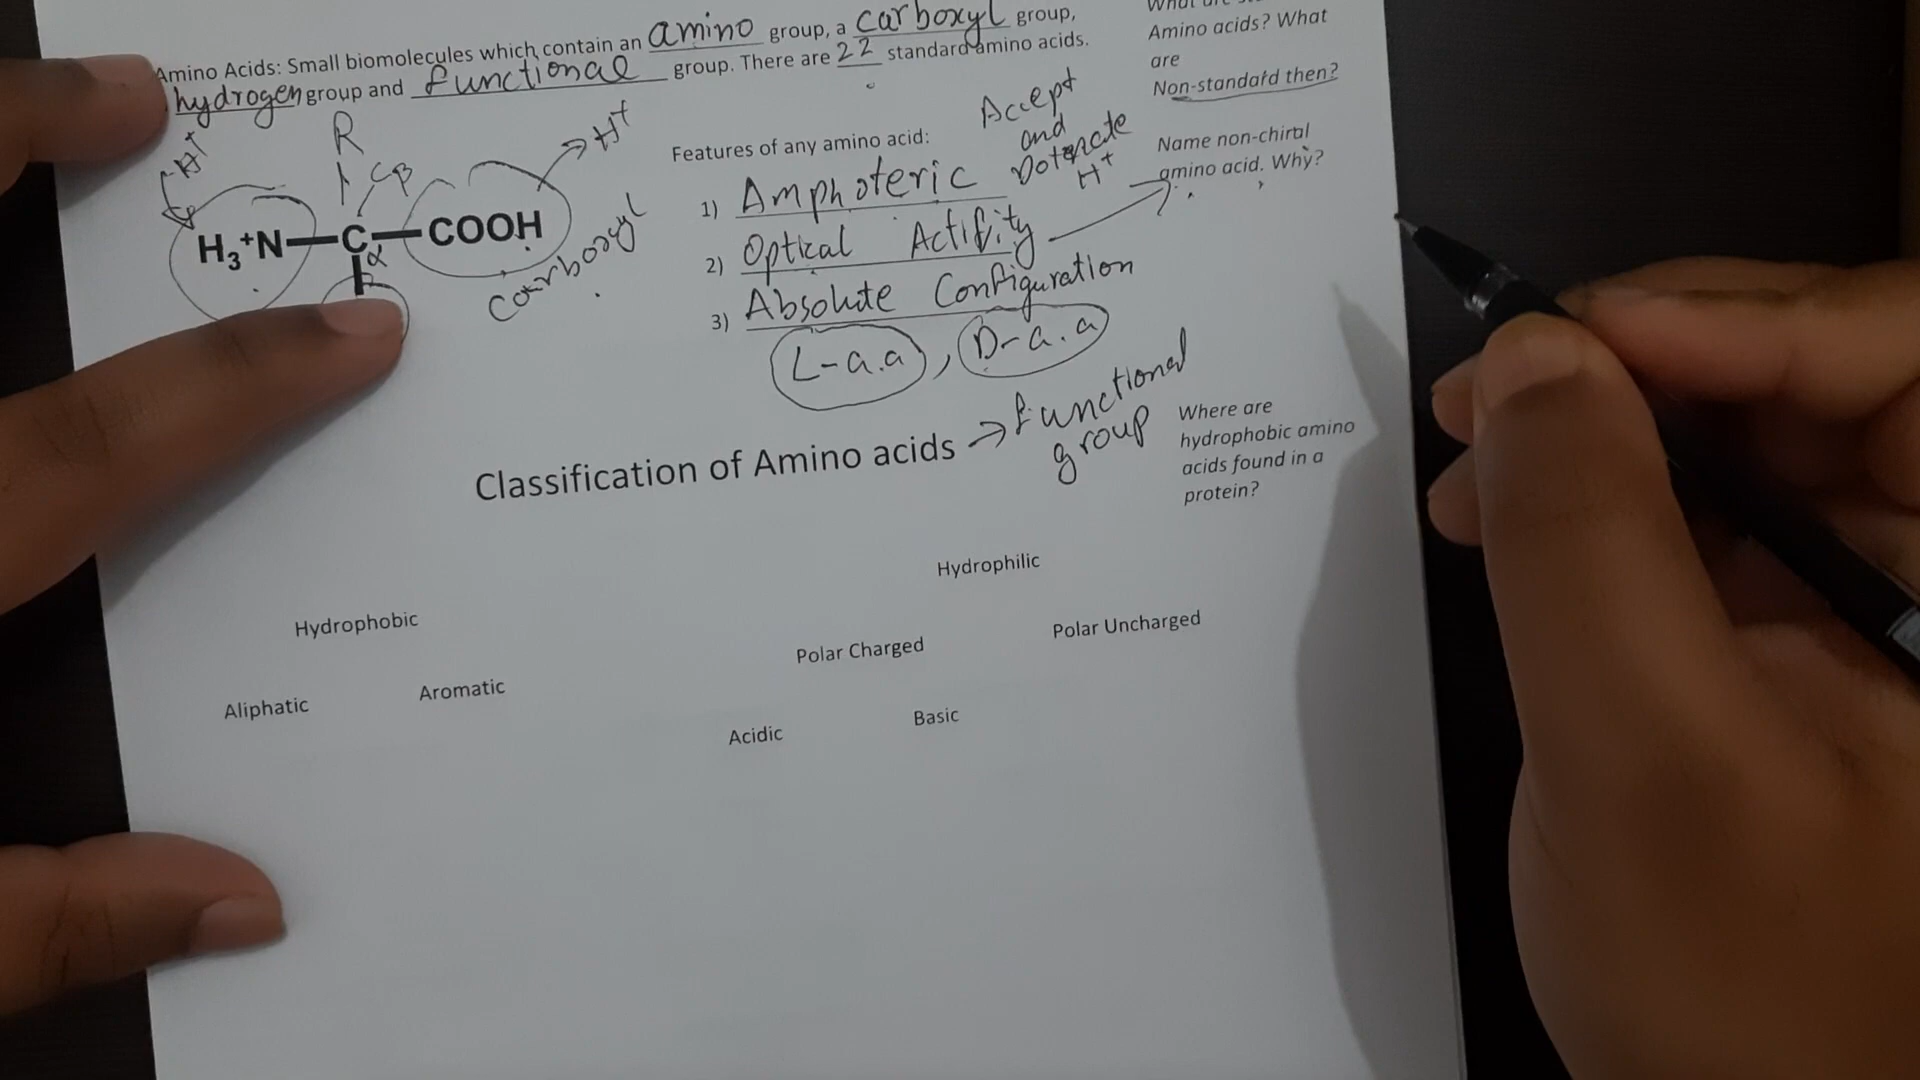 What are
Amino Acids: Small biomolecules which contain an amino group, a carboxyl group,
hydrogen group and functional group. There are 22 standard amino acids.
Amino acids? What
are
Non-standard then?
Name non-chiral
amino acid. Why?
R
Cβ
H⁺
H⁺
H₃⁺N—C—COOH
α
Carboxyl
Features of any amino acid:
Accept
and
H⁺
1) Amphoteric
2) Optical Actifity
3) Absolute Configuration
L-a.a, D-a.a
Classification of Amino acids → functional
group
Where are
hydrophobic amino
acids found in a
protein?
Hydrophilic
Hydrophobic
Polar Charged
Polar Uncharged
Aliphatic
Aromatic
Acidic
Basic